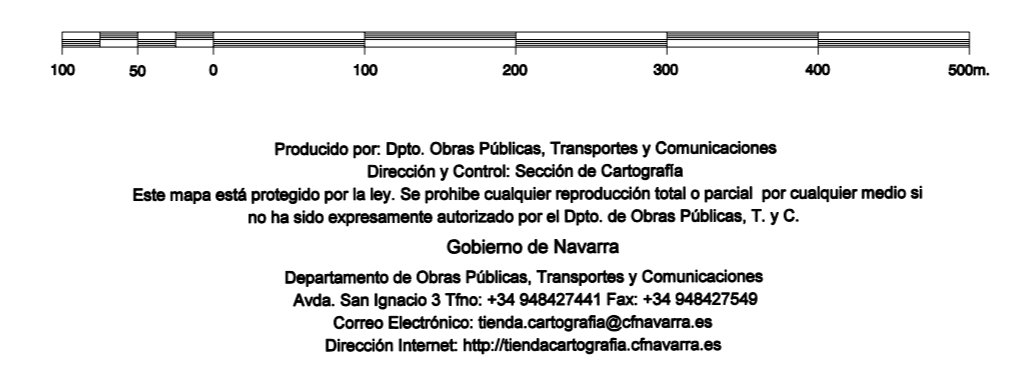 100 50 0 100 200 300 400 500m.
Producido por: Dpto. Obras Públicas, Transportes y Comunicaciones
Dirección y Control: Sección de Cartografía
Este mapa está protegido por la ley. Se prohibe cualquier reproducción total o parcial por cualquier medio si
no ha sido expresamente autorizado por el Dpto. de Obras Públicas, T. y C.
Gobierno de Navarra
Departamento de Obras Públicas, Transportes y Comunicaciones
Avda. San Ignacio 3 Tfno: +34 948427441 Fax: +34 948427549
Correo Electrónico: tienda.cartografia@cfnavarra.es
Dirección Internet: http://tiendacartografia.cfnavarra.es